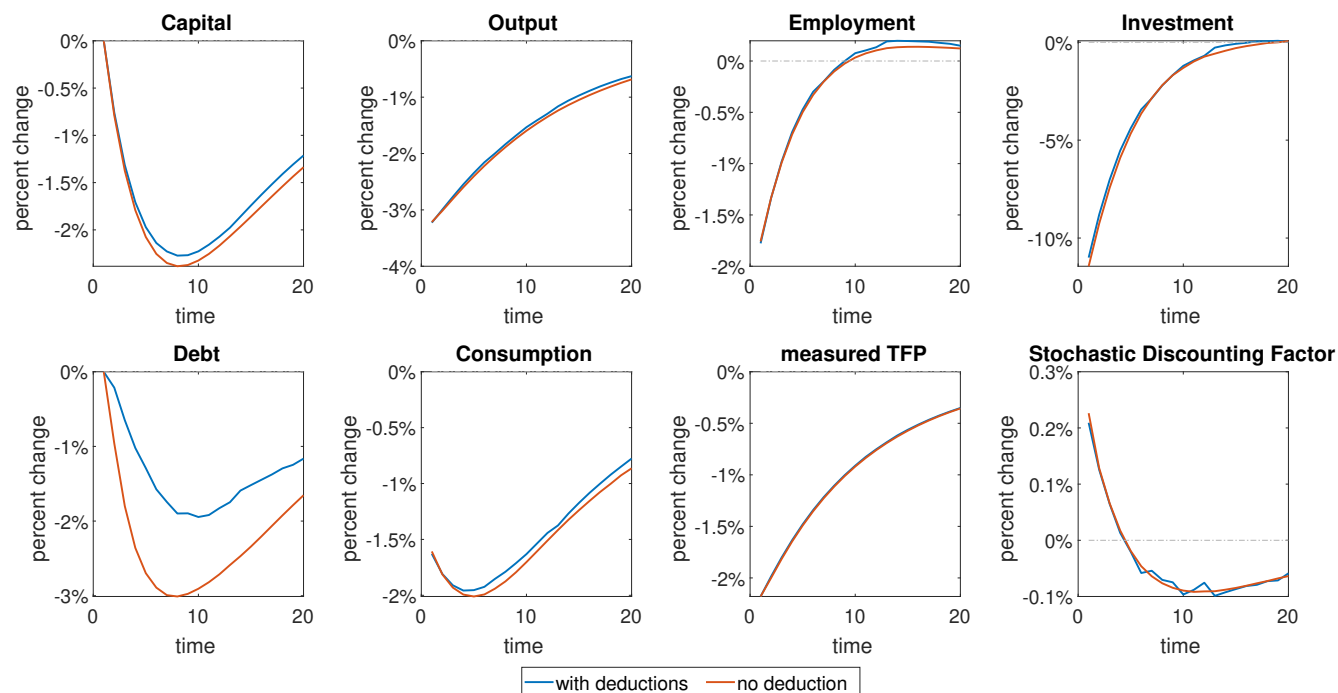 Capital
0%
-1%
-1.5%
-2%
percent change
0
10
20
time
Output
0%
-1%
-2%
-3%
-4%
percent change
0
10
20
time
Employment
0%
-0.5%
-1%
-1.5%
-2%
percent change
0
10
20
time
Investment
0%
-5%
-10%
percent change
0
10
20
time
Debt
0%
-1%
-2%
-3%
percent change
0
10
20
time
Consumption
0%
-0.5%
-1%
-1.5%
-2%
percent change
0
10
20
time
measured TFP
0%
-0.5%
-1%
-1.5%
-2%
percent change
0
10
20
time
Stochastic Discounting Factor
0.3%
0.2%
0.1%
0%
-0.1%
percent change
0
10
20
time
with deductions
no deduction